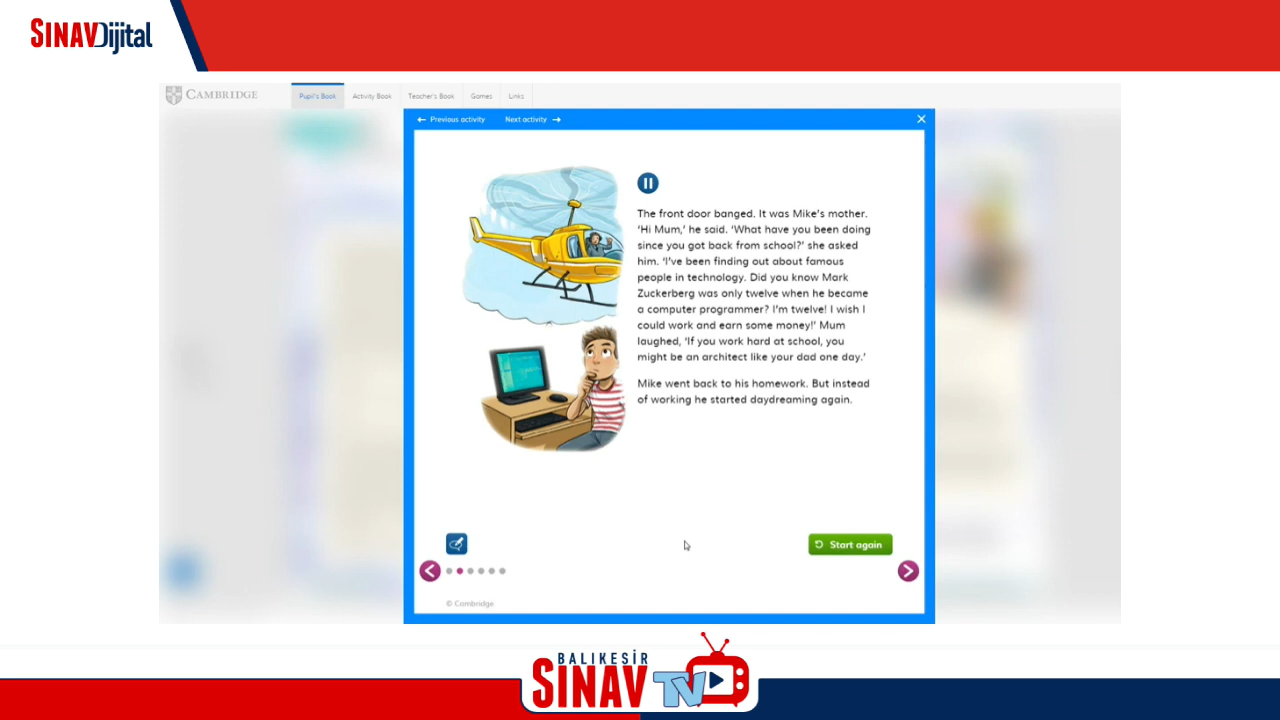 SINAVDijital
CAMBRIDGE
Pupil's Book
Activity Book
Teacher's Book
Games
Links
Previous activity
Next activity
The front door banged. It was Mike's mother.
'Hi Mum,' he said. 'What have you been doing
since you got back from school?' she asked
him. 'I've been finding out about famous
people in technology. Did you know Mark
Zuckerberg was only twelve when he became
a computer programmer? I'm twelve! I wish I
could work and earn some money!' Mum
laughed, 'If you work hard at school, you
might be an architect like your dad one day.'
Mike went back to his homework. But instead
of working he started daydreaming again.
Start again
© Cambridge
BALIKESİR
SINAV TV